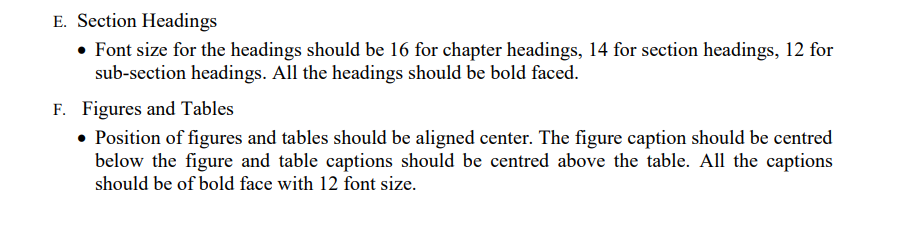 E. Section Headings
• Font size for the headings should be 16 for chapter headings, 14 for section headings, 12 for
sub-section headings. All the headings should be bold faced.
F. Figures and Tables
• Position of figures and tables should be aligned center. The figure caption should be centred
below the figure and table captions should be centred above the table. All the captions
should be of bold face with 12 font size.